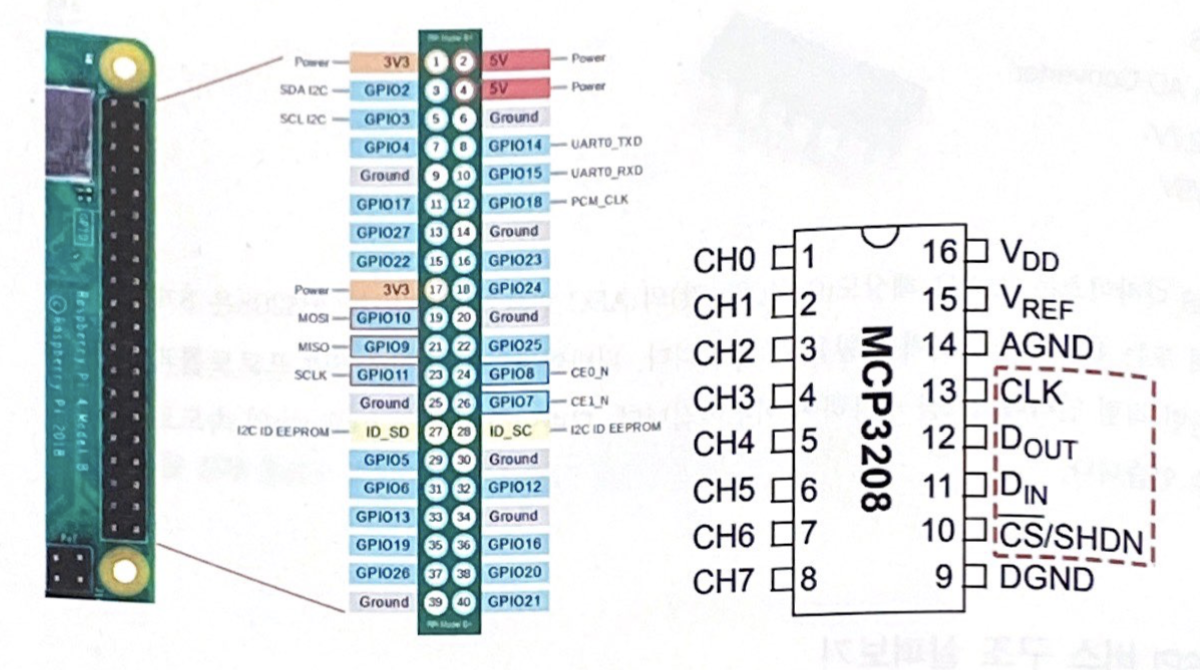 RPi Model B+
Power 3V3 1 2 5V Power
SDA I2C GPIO2 3 4 5V Power
SCL I2C GPIO3 5 6 Ground
GPIO4 7 8 GPIO14 UART0_TXD
Ground 9 10 GPIO15 UART0_RXD
GPIO17 11 12 GPIO18 PCM_CLK
GPIO27 13 14 Ground
GPIO22 15 16 GPIO23
Power 3V3 17 18 GPIO24
MOSI GPIO10 19 20 Ground
MISO GPIO9 21 22 GPIO25
SCLK GPIO11 23 24 GPIO8 CE0_N
Ground 25 26 GPIO7 CE1_N
I2C ID EEPROM ID_SD 27 28 ID_SC I2C ID EEPROM
GPIO5 29 30 Ground
GPIO6 31 32 GPIO12
GPIO13 33 34 Ground
GPIO19 35 36 GPIO16
GPIO26 37 38 GPIO20
Ground 39 40 GPIO21
Raspberry Pi 4 Model B
© Raspberry Pi 2018
CH0 1 16 VDD
CH1 2 15 VREF
CH2 3 14 AGND
CH3 4 13 CLK
CH4 5 12 DOUT
CH5 6 11 DIN
CH6 7 10 C̅S̅/SHDN
CH7 8 9 DGND
MCP3208
AD Converter